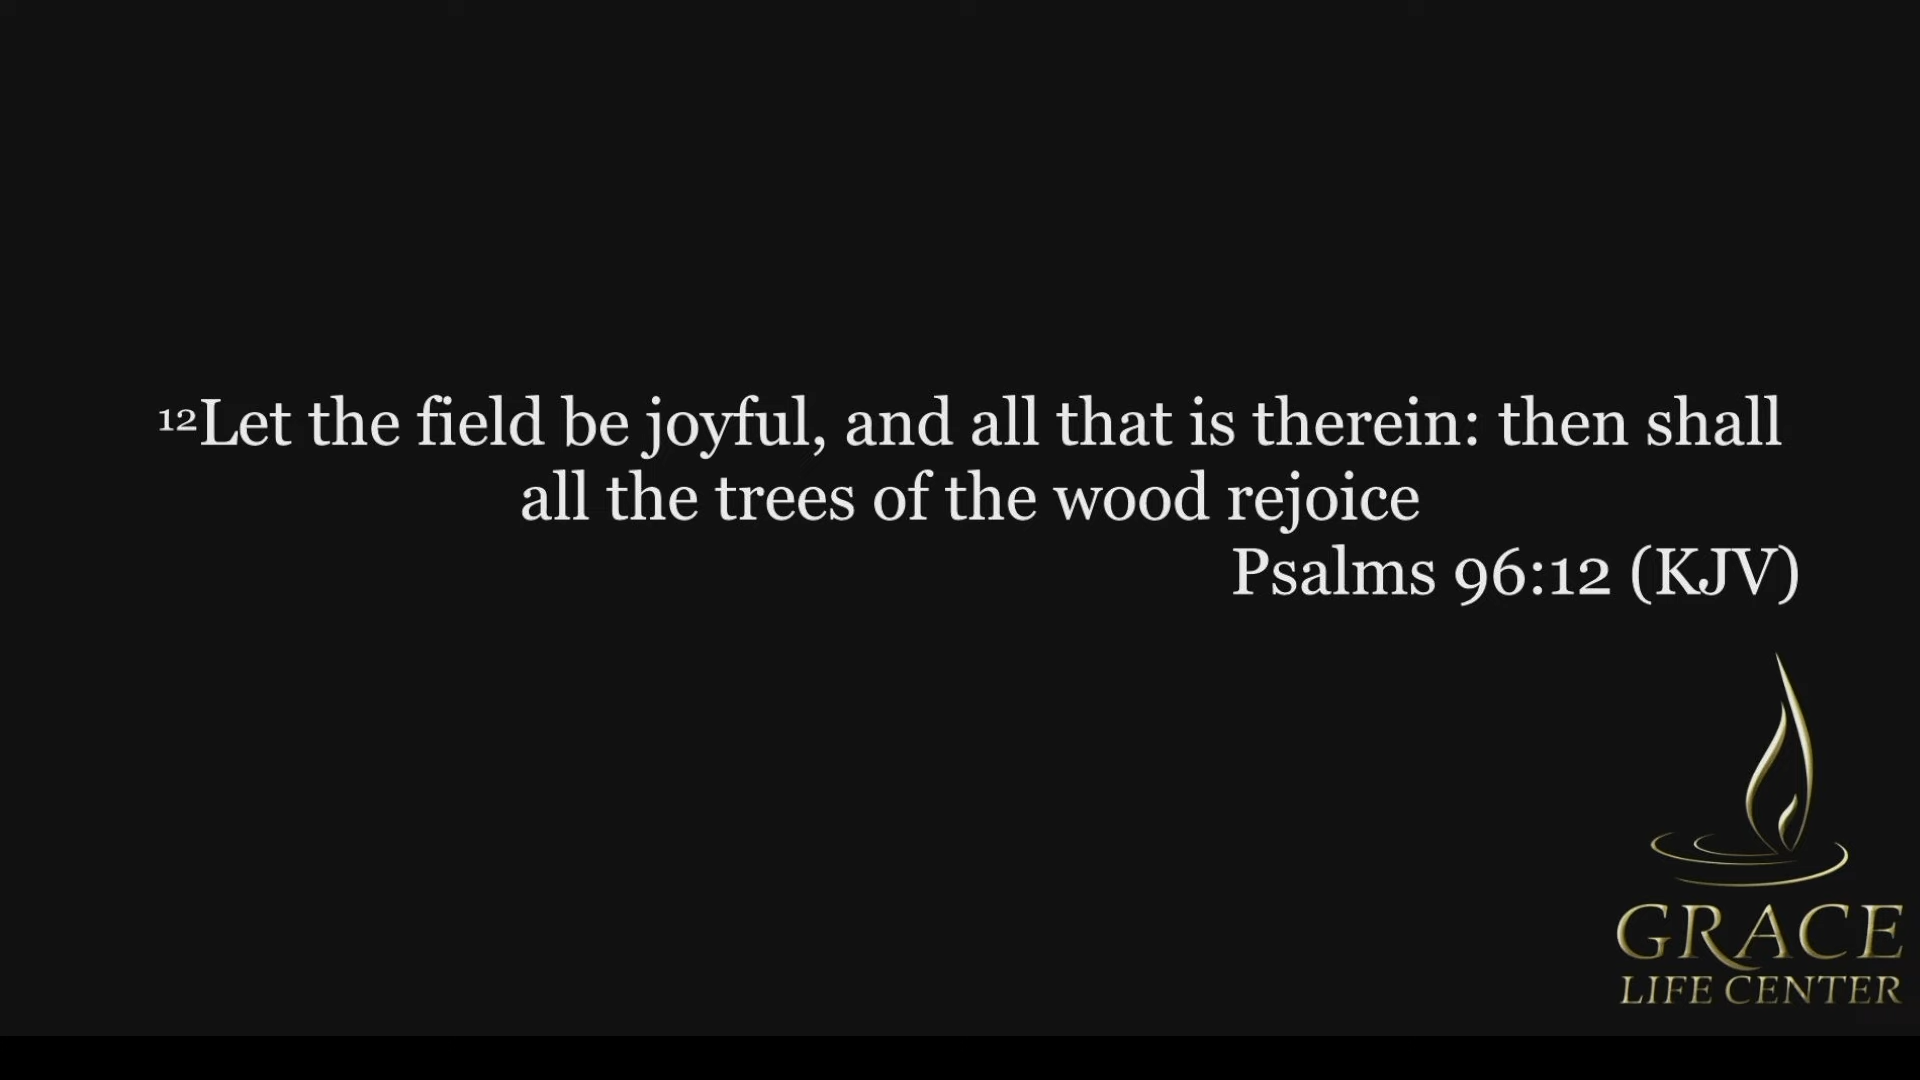 12Let the field be joyful, and all that is therein: then shall
all the trees of the wood rejoice
Psalms 96:12 (KJV)
GRACE
LIFE CENTER